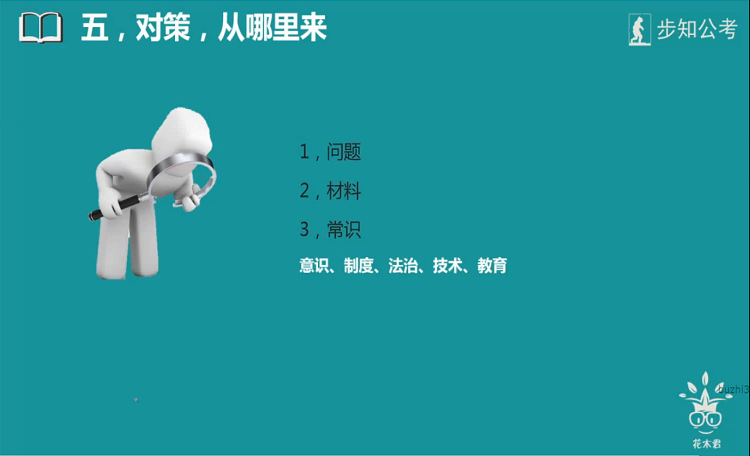 五，对策，从哪里来
步知公考
1，问题
2，材料
3，常识
意识、制度、法治、技术、教育
buzhi3
花木君